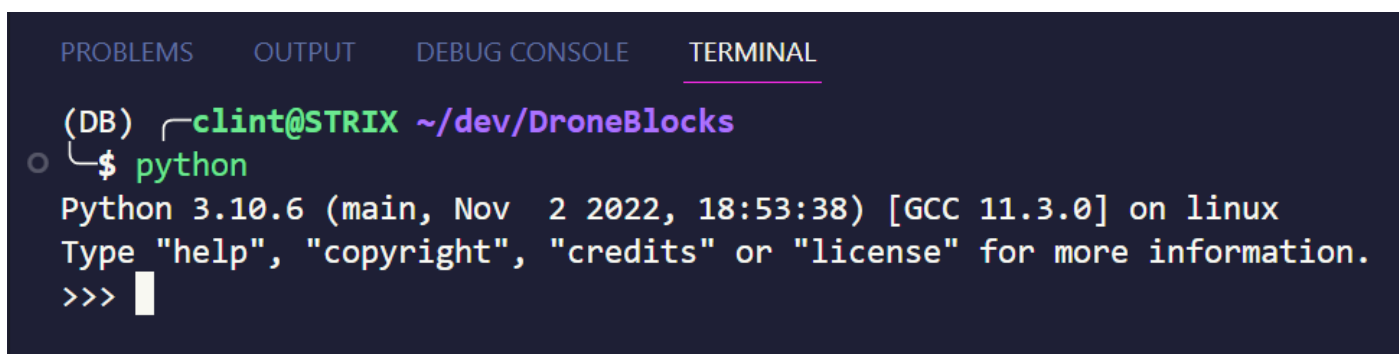 PROBLEMS OUTPUT DEBUG CONSOLE TERMINAL
(DB) ╭─clint@STRIX ~/dev/DroneBlocks
╰─$ python
Python 3.10.6 (main, Nov  2 2022, 18:53:38) [GCC 11.3.0] on linux
Type "help", "copyright", "credits" or "license" for more information.
>>>